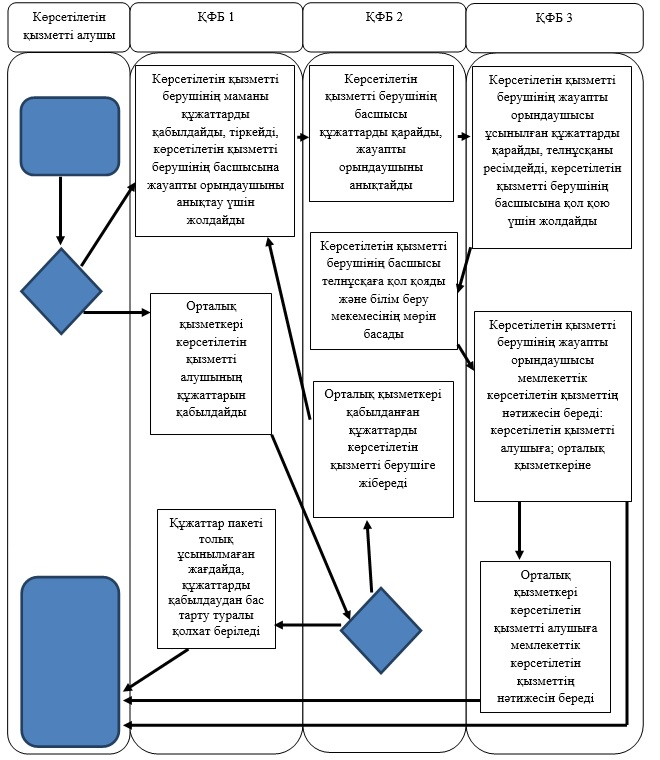 Көрсетілетін
қызметті алушы
ҚФБ 1
ҚФБ 2
ҚФБ 3
Көрсетілетін қызметті
берушінің маманы
құжаттарды
қабылдайды, тіркейді,
көрсетілетін қызметті
берушінің басшысына
жауапты орындаушыны
анықтау үшін
жолдайды
Көрсетілетін
қызметті берушінің
басшысы
құжаттарды қарайды,
жауапты
орындаушыны
анықтайды
Көрсетілетін қызметті
берушінің жауапты
орындаушысы
ұсынылған құжаттарды
қарайды, телнұсқаны
ресімдейді, көрсетілетін
қызметті берушінің
басшысына қол қою
үшін жолдайды
Көрсетілетін қызметті
берушінің басшысы
телнұсқаға қол қояды
және білім беру
мекемесінің мөрін
басады
Орталық
қызметкері
көрсетілетін
қызметті
алушының
құжаттарын
қабылдайды
Көрсетілетін қызметті
берушінің жауапты
орындаушысы
мемлекеттік
көрсетілетін қызметтің
нәтижесін береді:
көрсетілетін қызметті
алушыға; орталық
қызметкеріне
Орталық қызметкері
қабылданған
құжаттарды
көрсетілетін
қызметті берушіге
жібереді
Құжаттар пакеті
толық
ұсынылмаған
жағдайда,
құжаттарды
қабылдаудан бас
тарту туралы
қолхат беріледі
Орталық
қызметкері
көрсетілетін
қызметті алушыға
мемлекеттік
көрсетілетін
қызметтің
нәтижесін береді